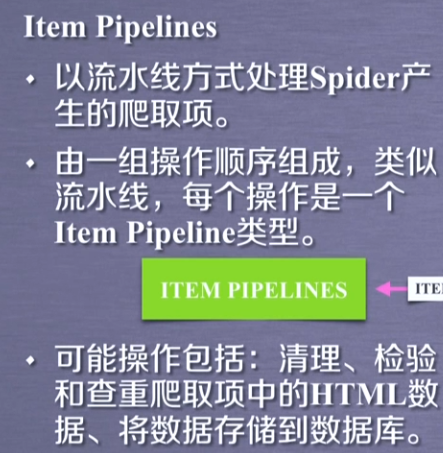 Item Pipelines
• 以流水线方式处理Spider产
生的爬取项。
• 由一组操作顺序组成，类似
流水线，每个操作是一个
Item Pipeline类型。
ITEM PIPELINES
• 可能操作包括：清理、检验
和查重爬取项中的HTML数
据、将数据存储到数据库。